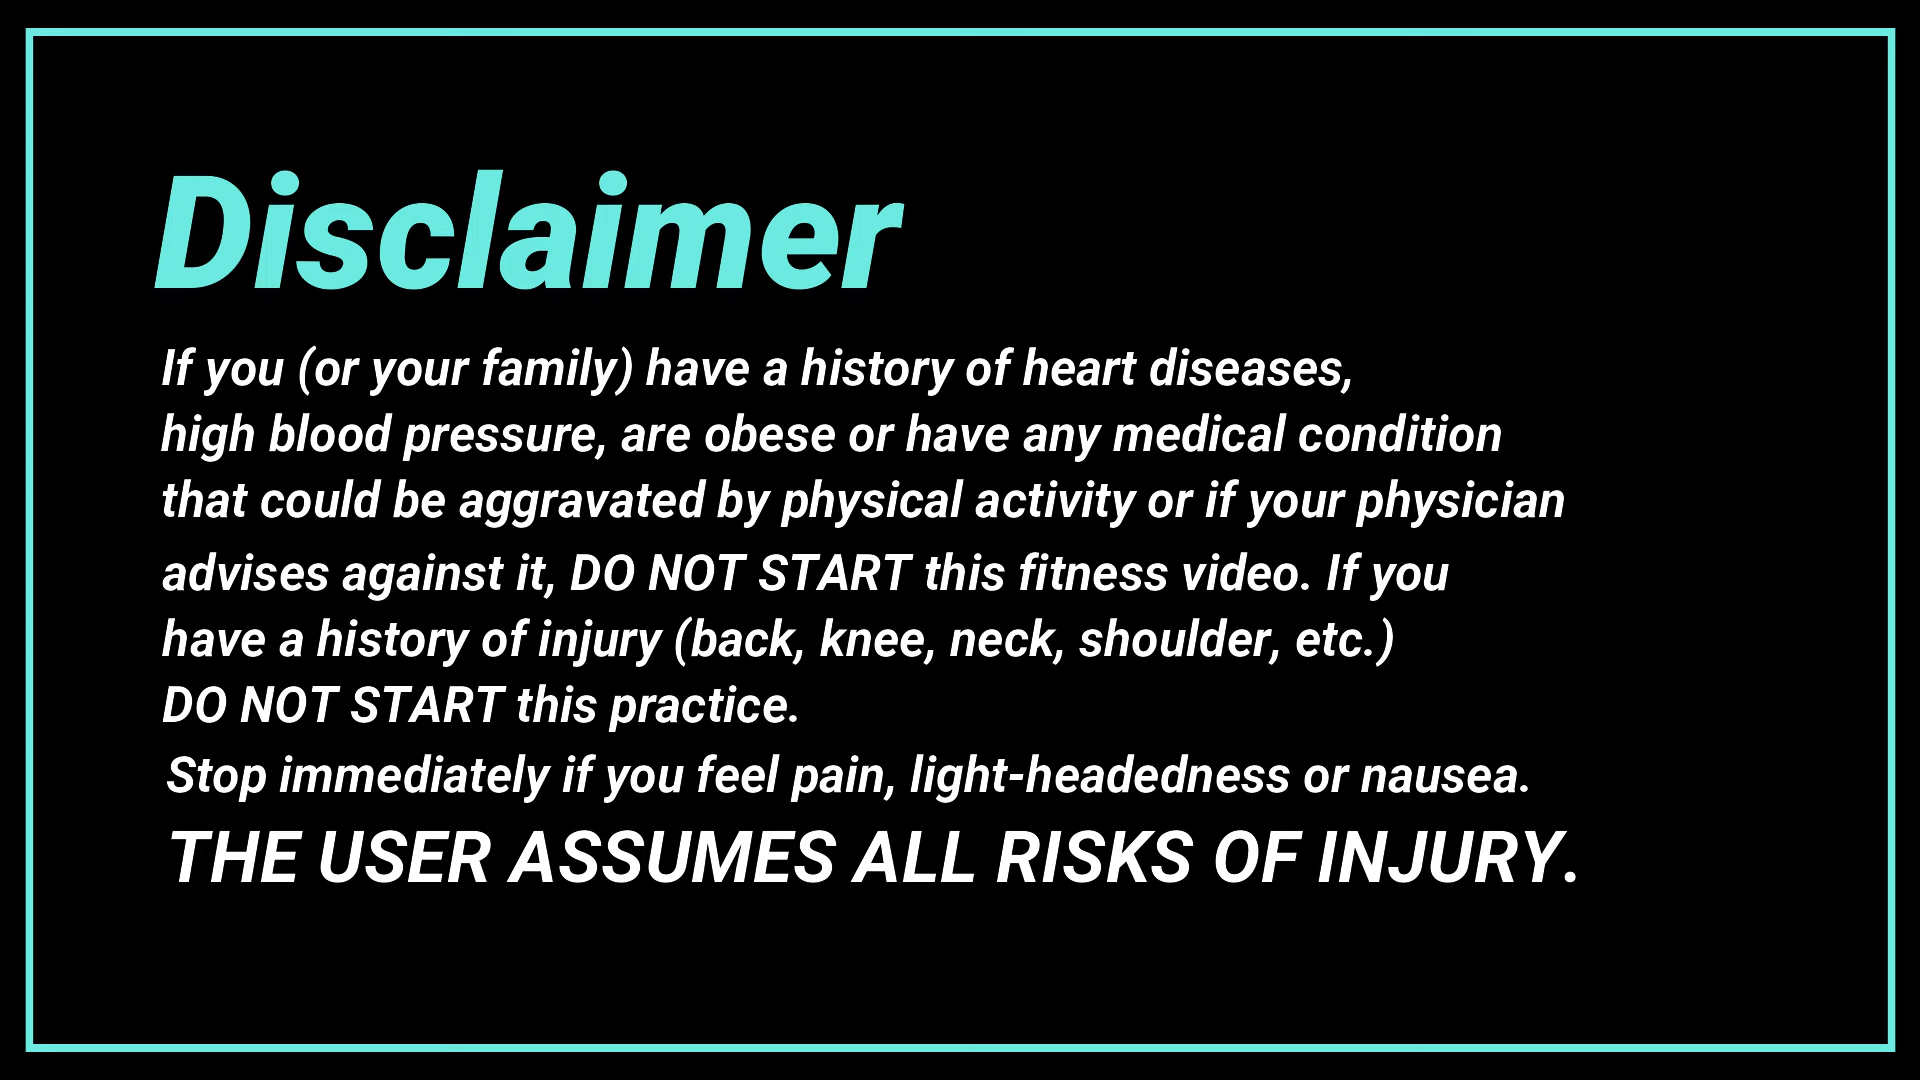 Disclaimer
If you (or your family) have a history of heart diseases,
high blood pressure, are obese or have any medical condition
that could be aggravated by physical activity or if your physician
advises against it, DO NOT START this fitness video. If you
have a history of injury (back, knee, neck, shoulder, etc.)
DO NOT START this practice.
Stop immediately if you feel pain, light-headedness or nausea.
THE USER ASSUMES ALL RISKS OF INJURY.